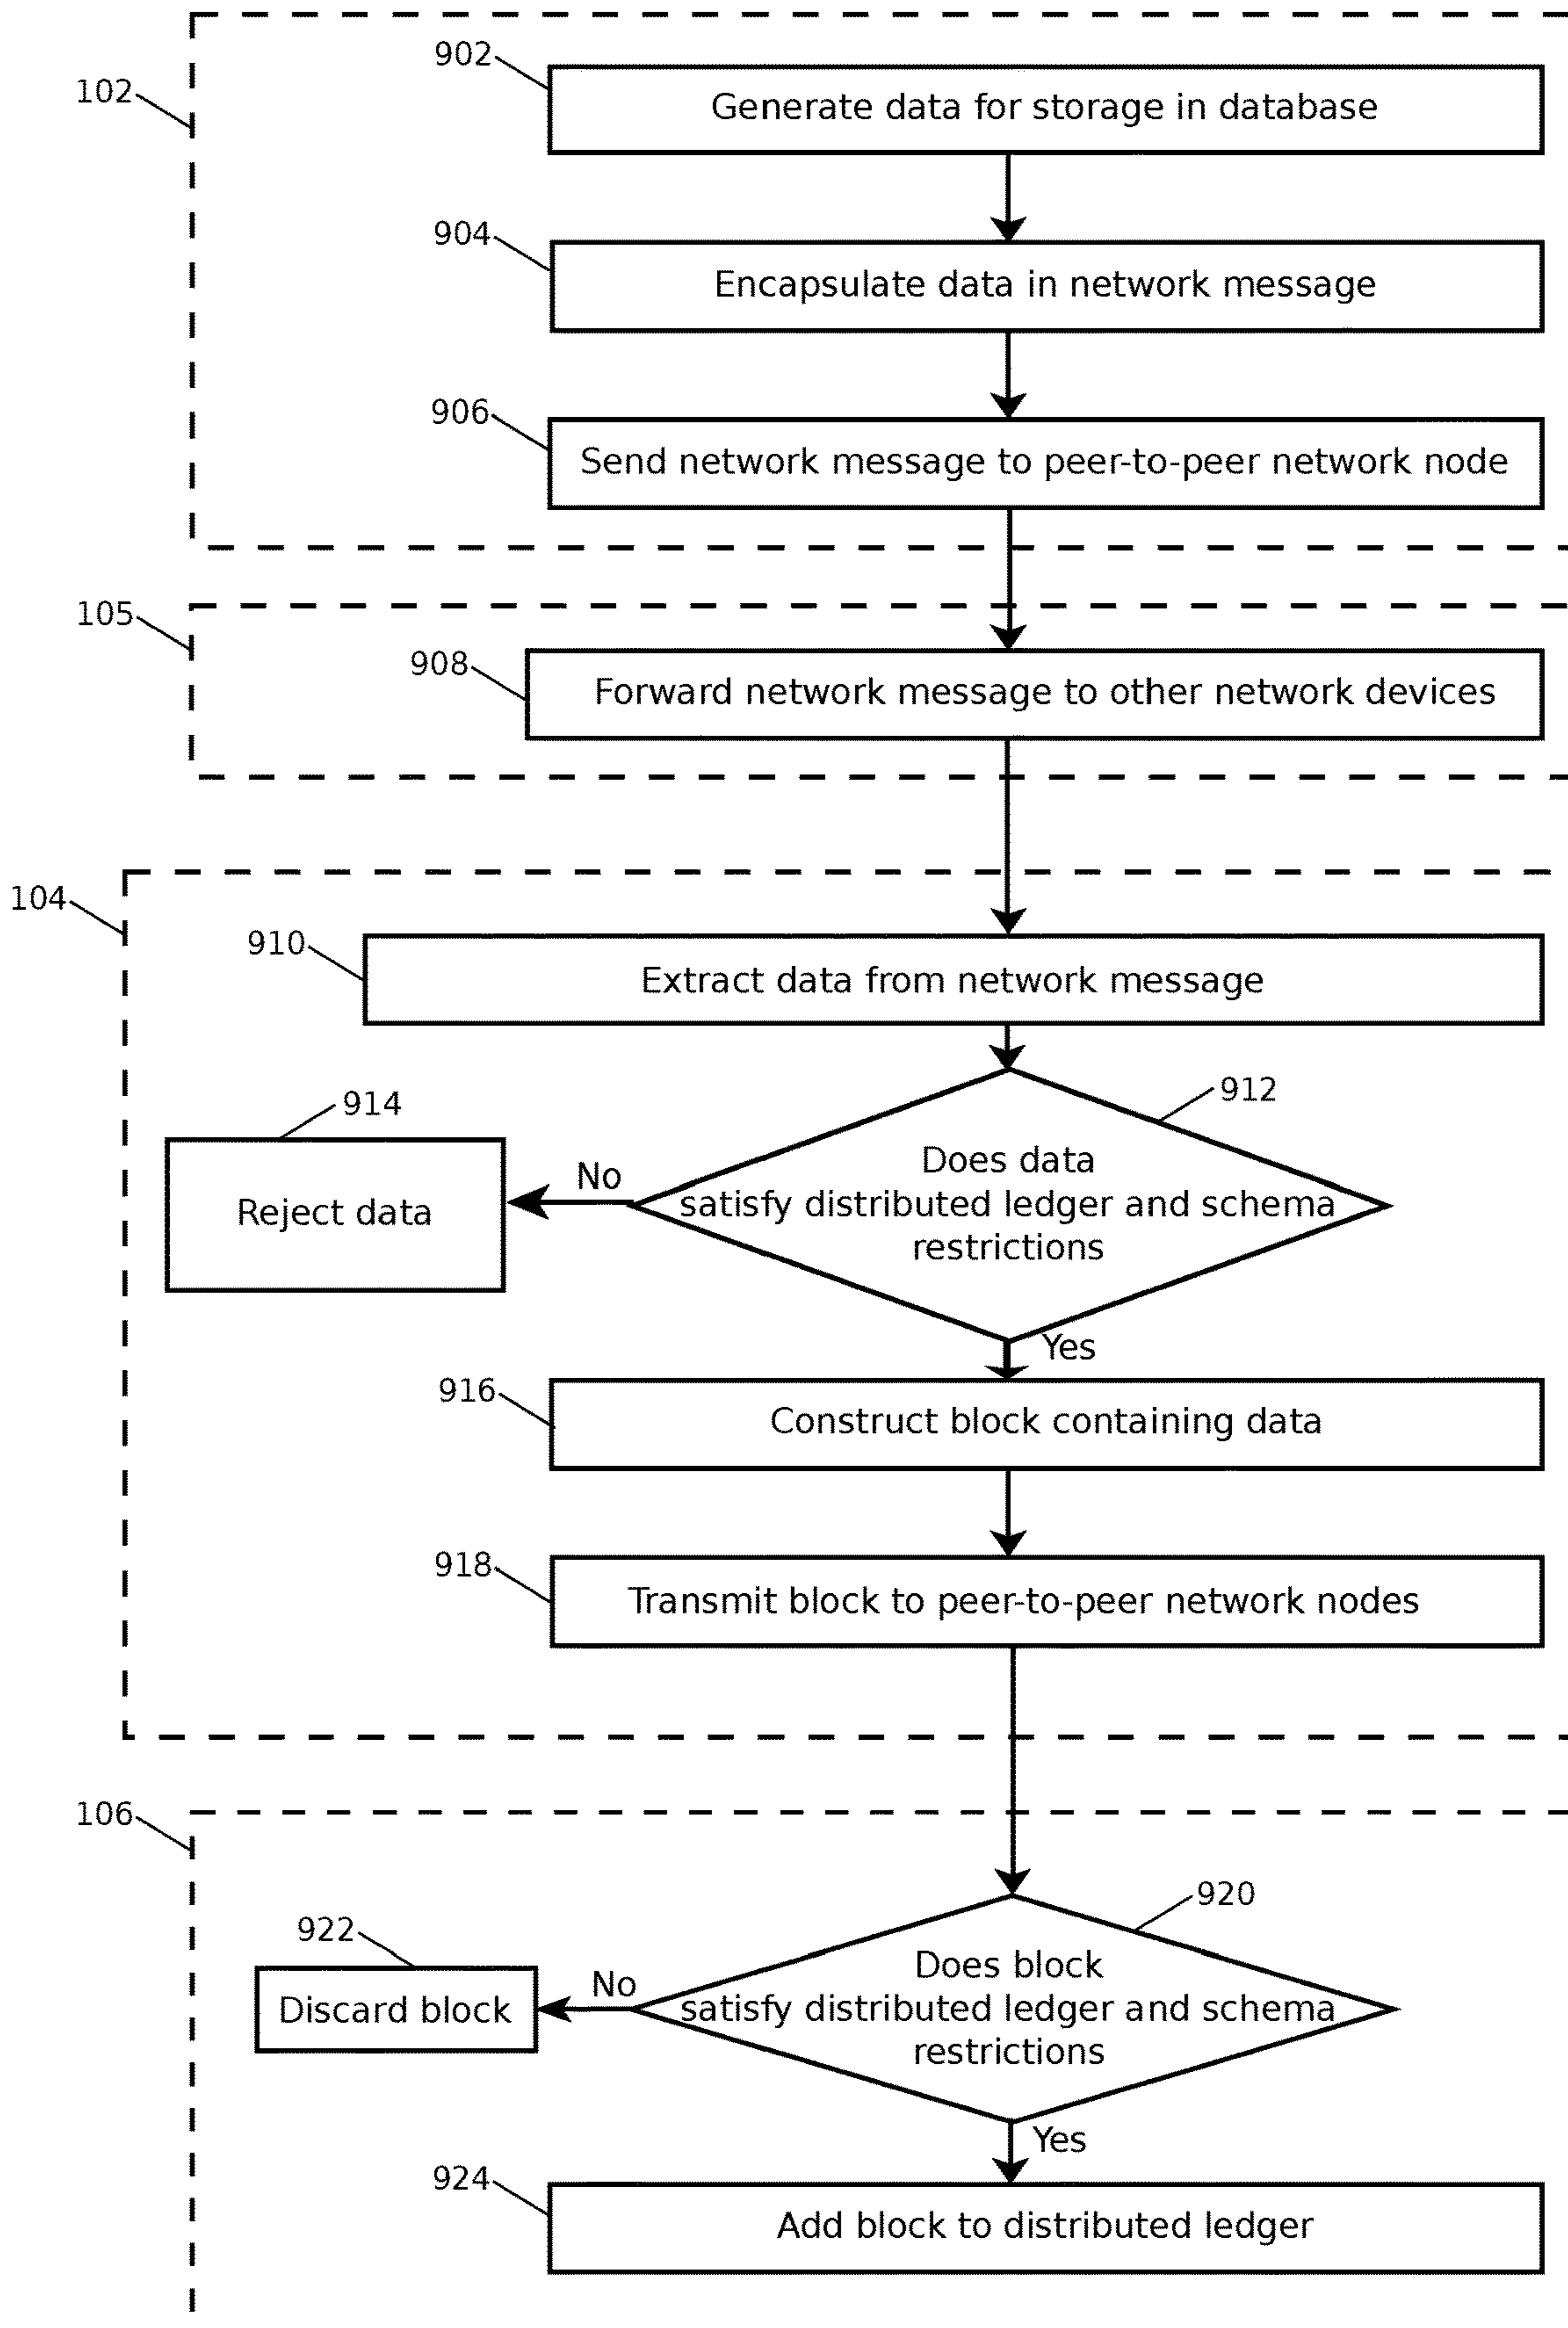 902
102
Generate data for storage in database
904
Encapsulate data in network message
906
Send network message to peer-to-peer network node
105
908
Forward network message to other network devices
104
910
Extract data from network message
912
914
Does data
satisfy distributed ledger and schema
restrictions
No
Reject data
Yes
916
Construct block containing data
918
Transmit block to peer-to-peer network nodes
106
920
922
Does block
satisfy distributed ledger and schema
restrictions
No
Discard block
Yes
924
Add block to distributed ledger